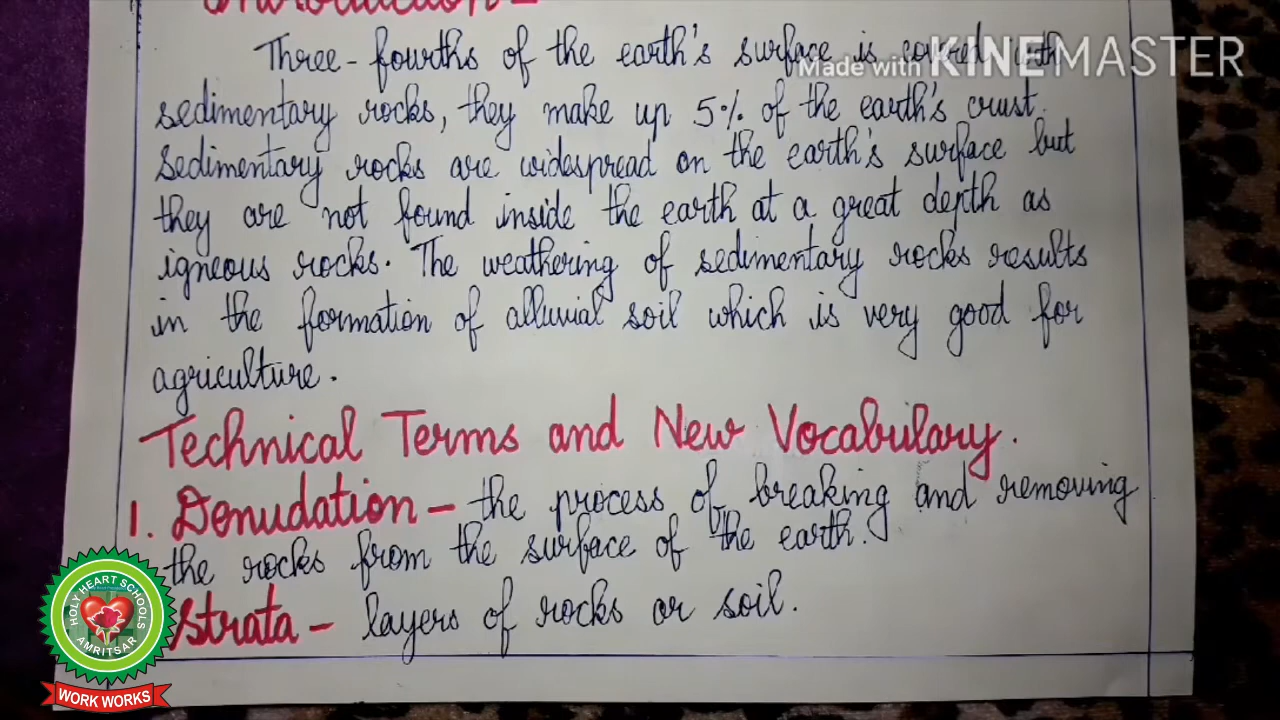 Introduction -
Three-fourths of the earth's surface is covered with
sedimentary rocks, they make up 5% of the earth's crust.
Sedimentary rocks are widespread on the earth's surface but
they are not found inside the earth at a great depth as
igneous rocks. The weathering of sedimentary rocks results
in the formation of alluvial soil which is very good for
agriculture.
Technical Terms and New Vocabulary.
1. Denudation - the process of breaking and removing
the rocks from the surface of the earth.
Strata - layers of rocks or soil.
Made with KINEMASTER
HOLY HEART SCHOOLS
AMRITSAR
WORK WORKS